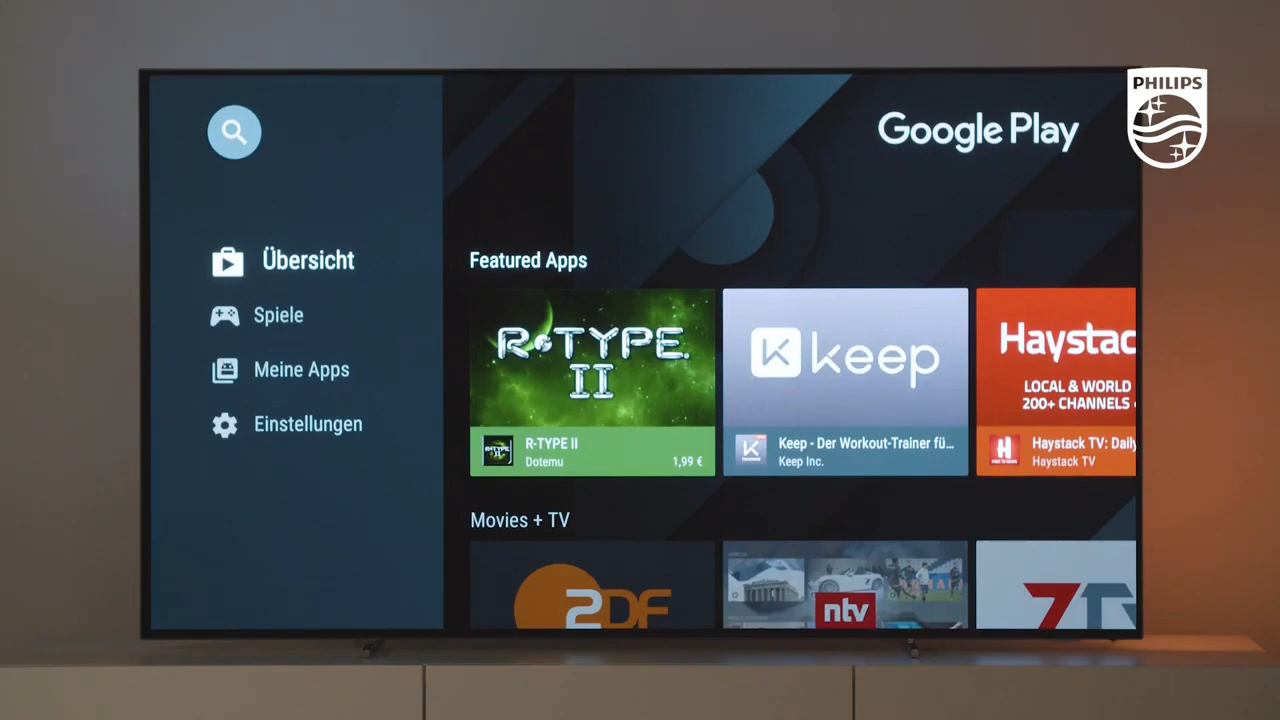 PHILIPS
Google Play
Übersicht
Spiele
Meine Apps
Einstellungen
Featured Apps
R-TYPE
II
R-TYPE II
Dotemu
1,99 €
keep
Keep - Der Workout-Trainer fü...
Keep Inc.
Haystac
LOCAL & WORLD
200+ CHANNELS
Haystack TV: Daily
Haystack TV
Movies + TV
ZDF
ntv
7T